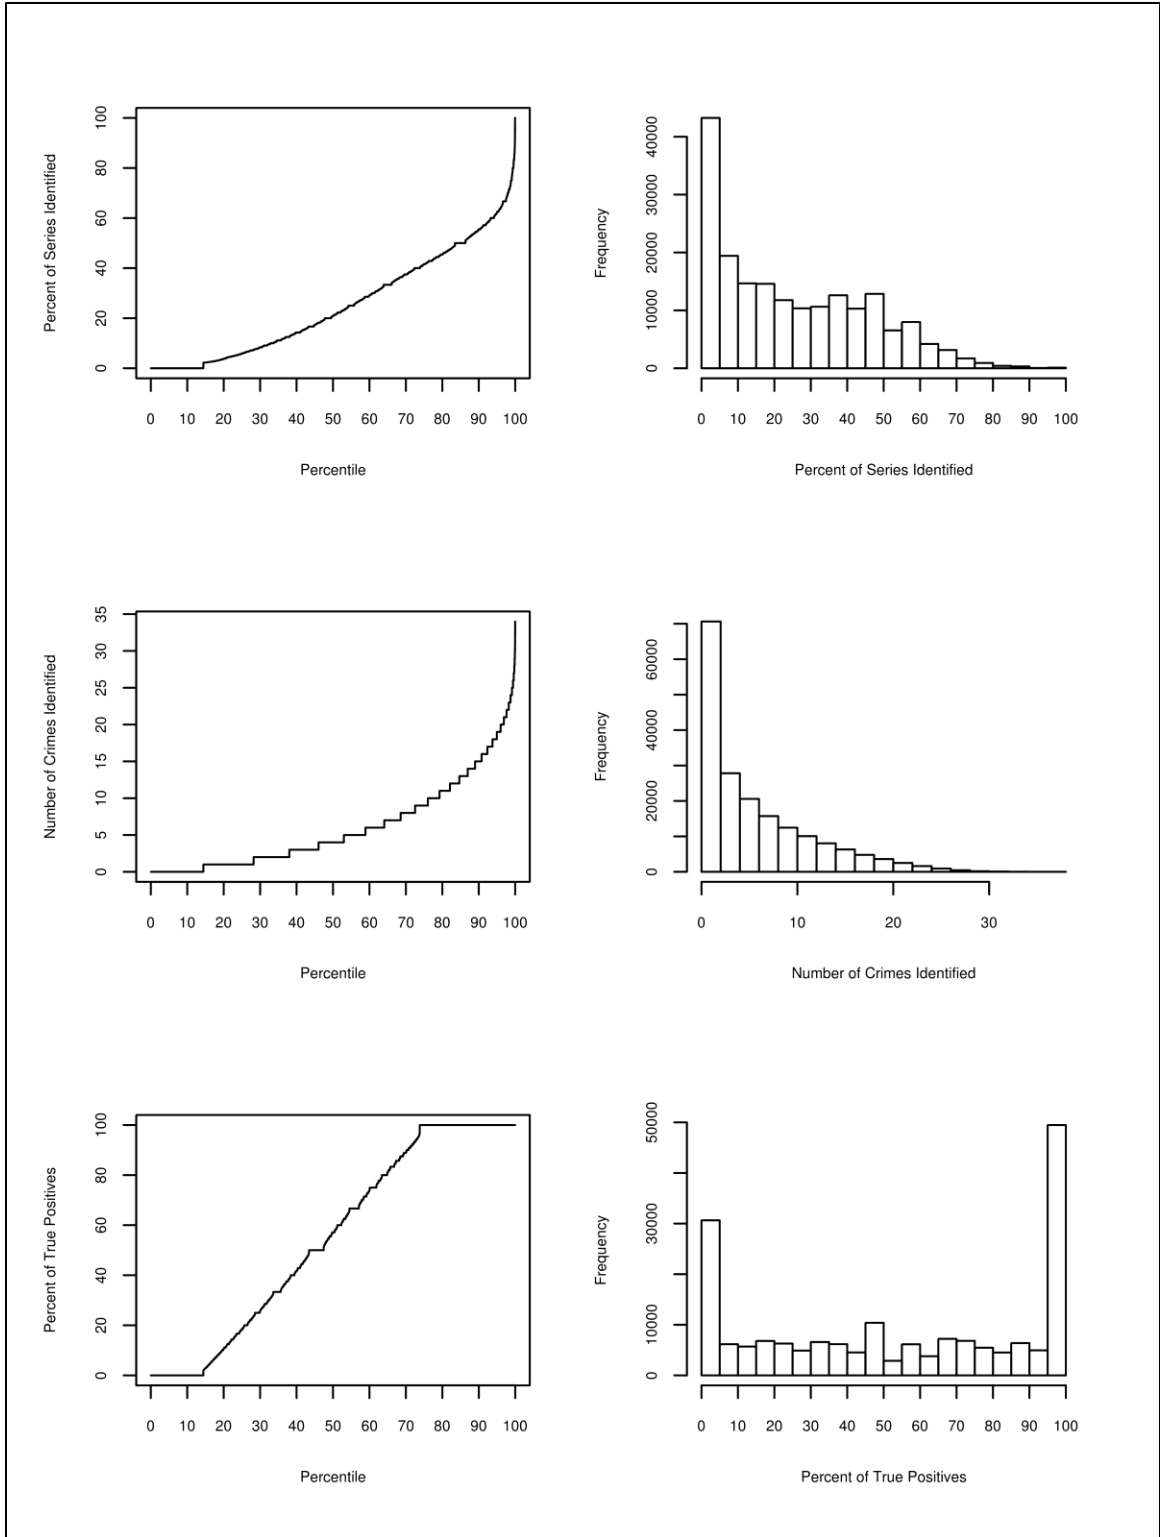 Percent of Series Identified
100
80
60
40
20
0
0 10 20 30 40 50 60 70 80 90 100
Percentile
Frequency
40000
30000
20000
10000
0
0 10 20 30 40 50 60 70 80 90 100
Percent of Series Identified
Number of Crimes Identified
35
30
25
20
15
10
5
0
0 10 20 30 40 50 60 70 80 90 100
Percentile
Frequency
60000
40000
20000
0
0 10 20 30
Number of Crimes Identified
Percent of True Positives
100
80
60
40
20
0
0 10 20 30 40 50 60 70 80 90 100
Percentile
Frequency
50000
30000
10000
0
0 10 20 30 40 50 60 70 80 90 100
Percent of True Positives